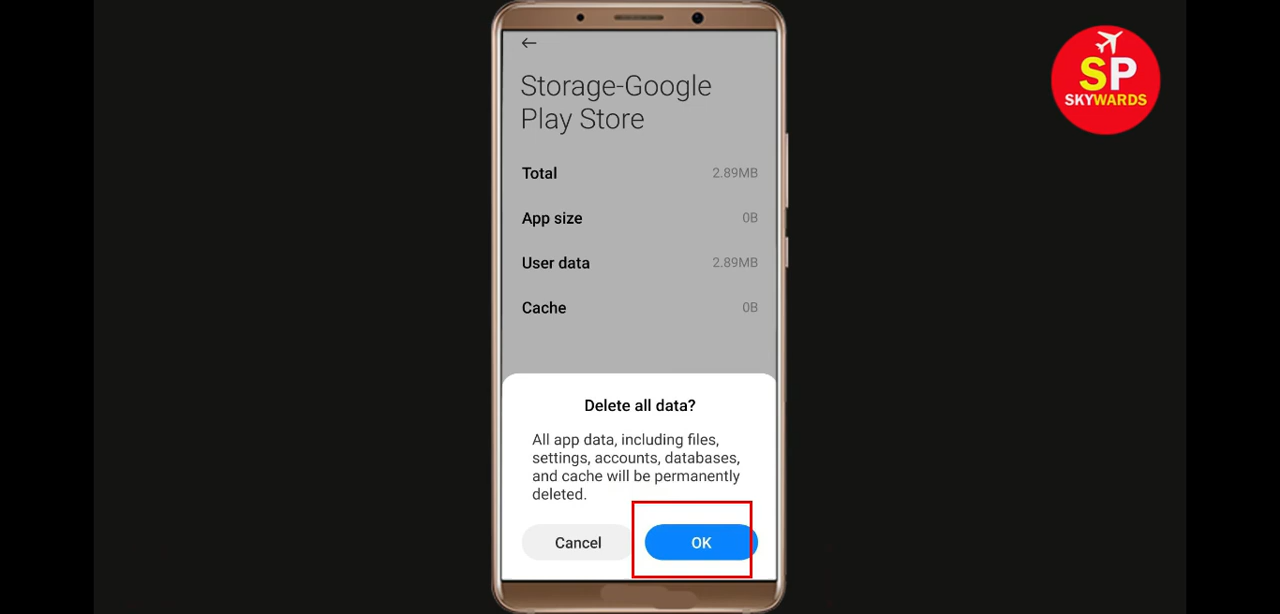 Storage-Google
Play Store
Total 2.89MB
App size 0B
User data 2.89MB
Cache 0B
Delete all data?
All app data, including files,
settings, accounts, databases,
and cache will be permanently
deleted.
Cancel OK
SP
SKYWARDS